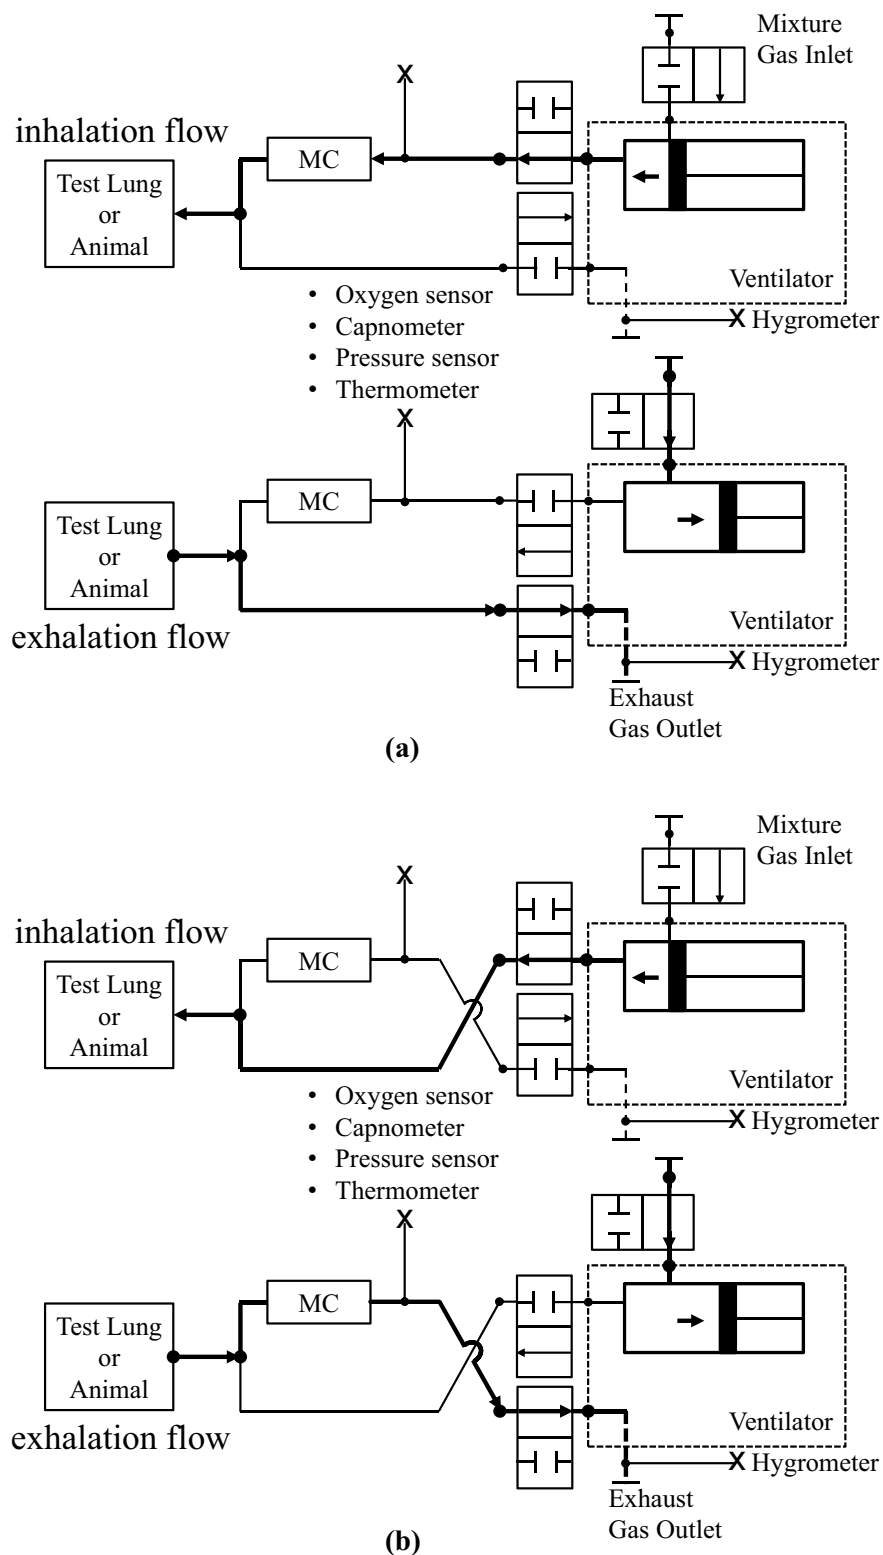 Mixture
Gas Inlet
X
inhalation flow
MC
Test Lung
or
Animal
Ventilator
• Oxygen sensor
• Capnometer
• Pressure sensor
• Thermometer
X Hygrometer
X
MC
Test Lung
or
Animal
exhalation flow
Ventilator
X Hygrometer
Exhaust
Gas Outlet
(a)
Mixture
Gas Inlet
X
inhalation flow
MC
Test Lung
or
Animal
Ventilator
• Oxygen sensor
• Capnometer
• Pressure sensor
• Thermometer
X Hygrometer
X
MC
Test Lung
or
Animal
exhalation flow
Ventilator
X Hygrometer
Exhaust
Gas Outlet
(b)